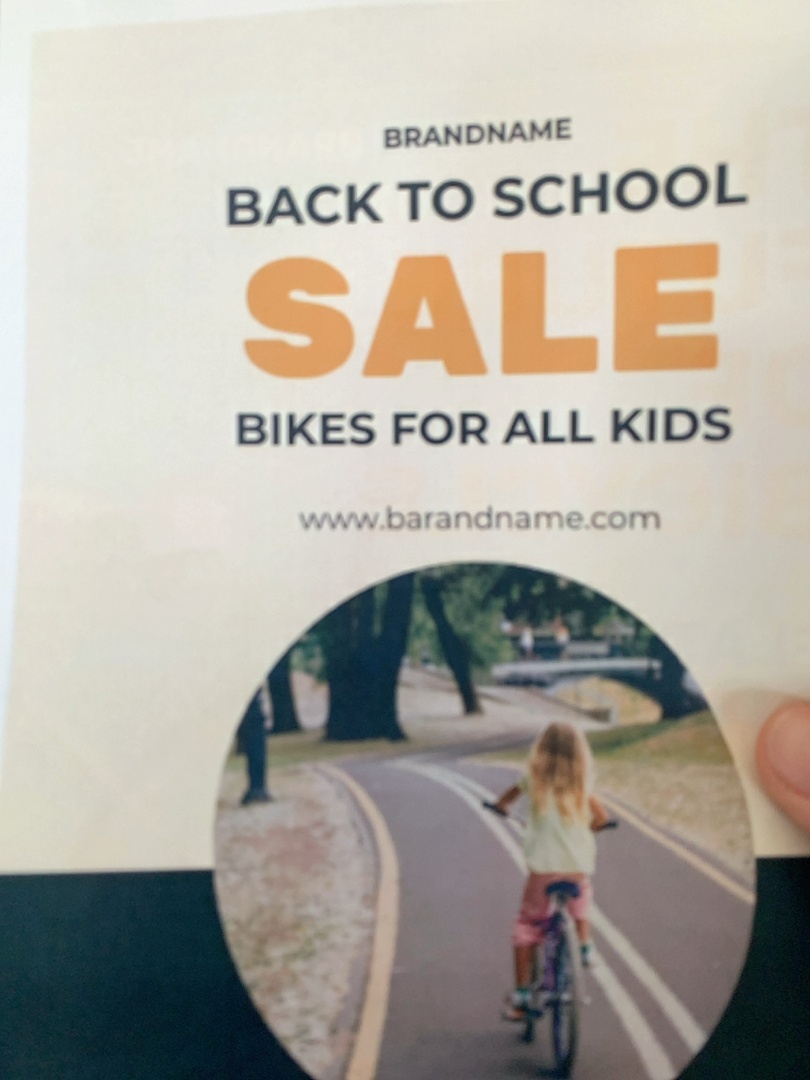 BRANDNAME
BACK TO SCHOOL
SALE
BIKES FOR ALL KIDS
www.barandname.com